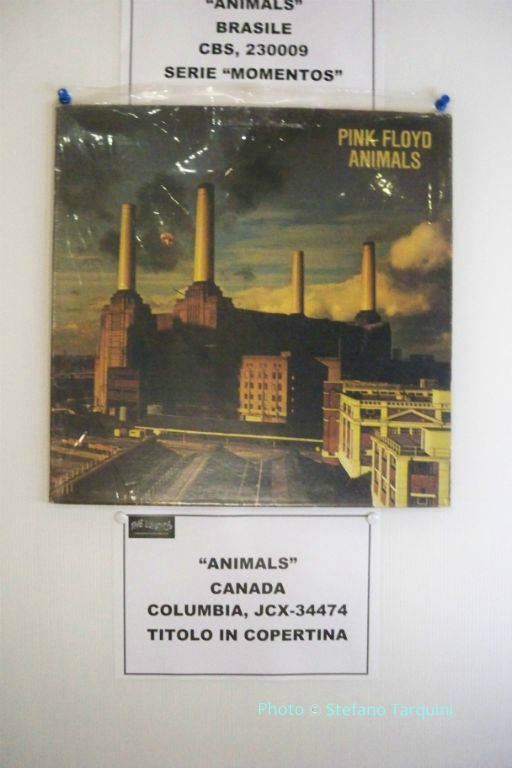 "ANIMALS"
BRASILE
CBS, 230009
SERIE "MOMENTOS"
PINK FLOYD
ANIMALS
"ANIMALS"
CANADA
COLUMBIA, JCX-34474
TITOLO IN COPERTINA
Photo © Stefano Tarquini